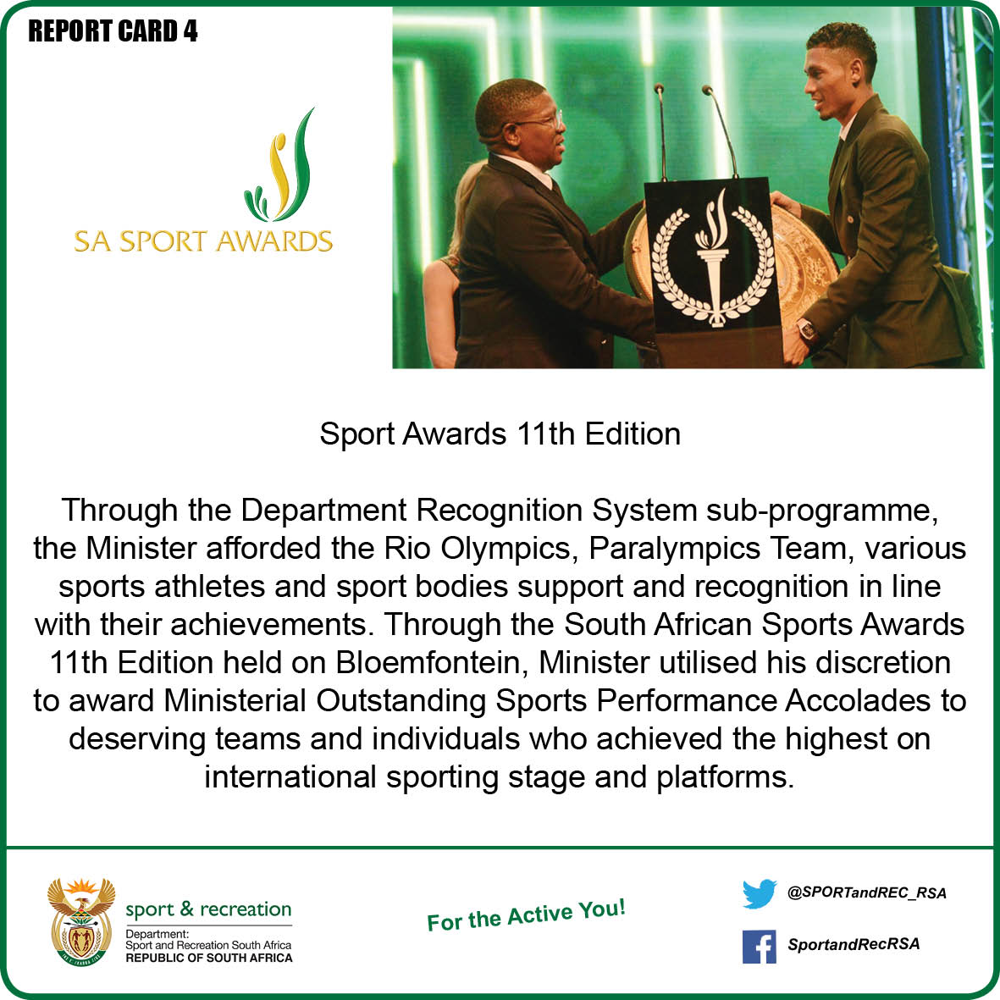 REPORT CARD 4
SA SPORT AWARDS
Sport Awards 11th Edition
Through the Department Recognition System sub-programme,
the Minister afforded the Rio Olympics, Paralympics Team, various
sports athletes and sport bodies support and recognition in line
with their achievements. Through the South African Sports Awards
11th Edition held on Bloemfontein, Minister utilised his discretion
to award Ministerial Outstanding Sports Performance Accolades to
deserving teams and individuals who achieved the highest on
international sporting stage and platforms.
sport & recreation
Department:
Sport and Recreation South Africa
REPUBLIC OF SOUTH AFRICA
For the Active You!
@SPORTandREC_RSA
SportandRecRSA